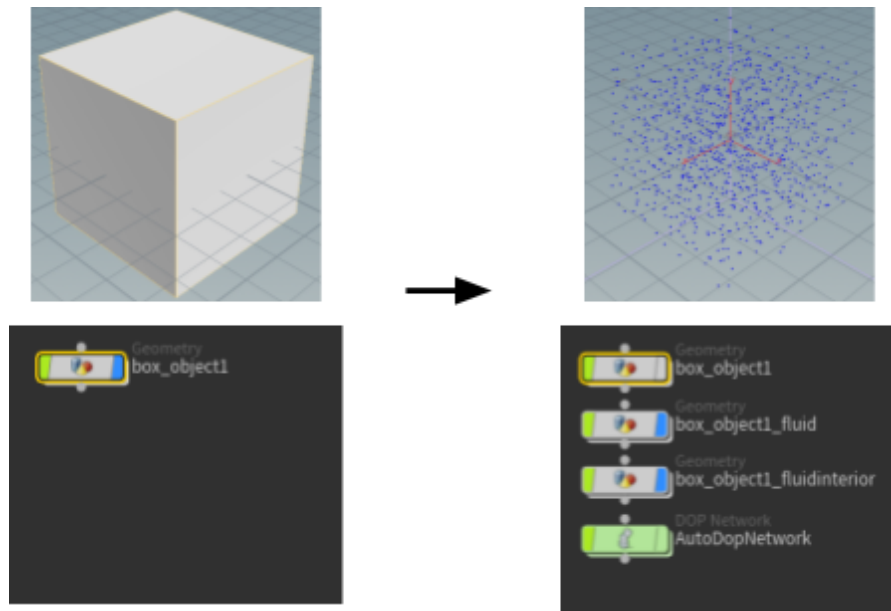 Geometry
box_object1
Geometry
box_object1
Geometry
box_object1_fluid
Geometry
box_object1_fluidinterior
DOP Network
AutoDopNetwork